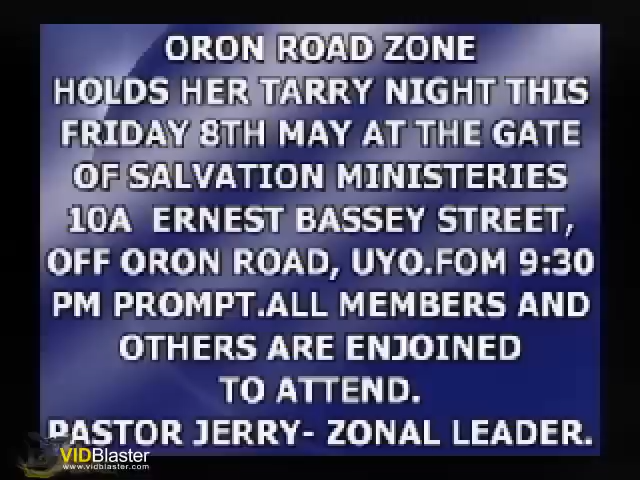 ORON ROAD ZONE
HOLDS HER TARRY NIGHT THIS
FRIDAY 8TH MAY AT THE GATE
OF SALVATION MINISTERIES
10A ERNEST BASSEY STREET,
OFF ORON ROAD, UYO.FOM 9:30
PM PROMPT.ALL MEMBERS AND
OTHERS ARE ENJOINED
TO ATTEND.
PASTOR JERRY- ZONAL LEADER.
VIDBlaster
www.vidblaster.com